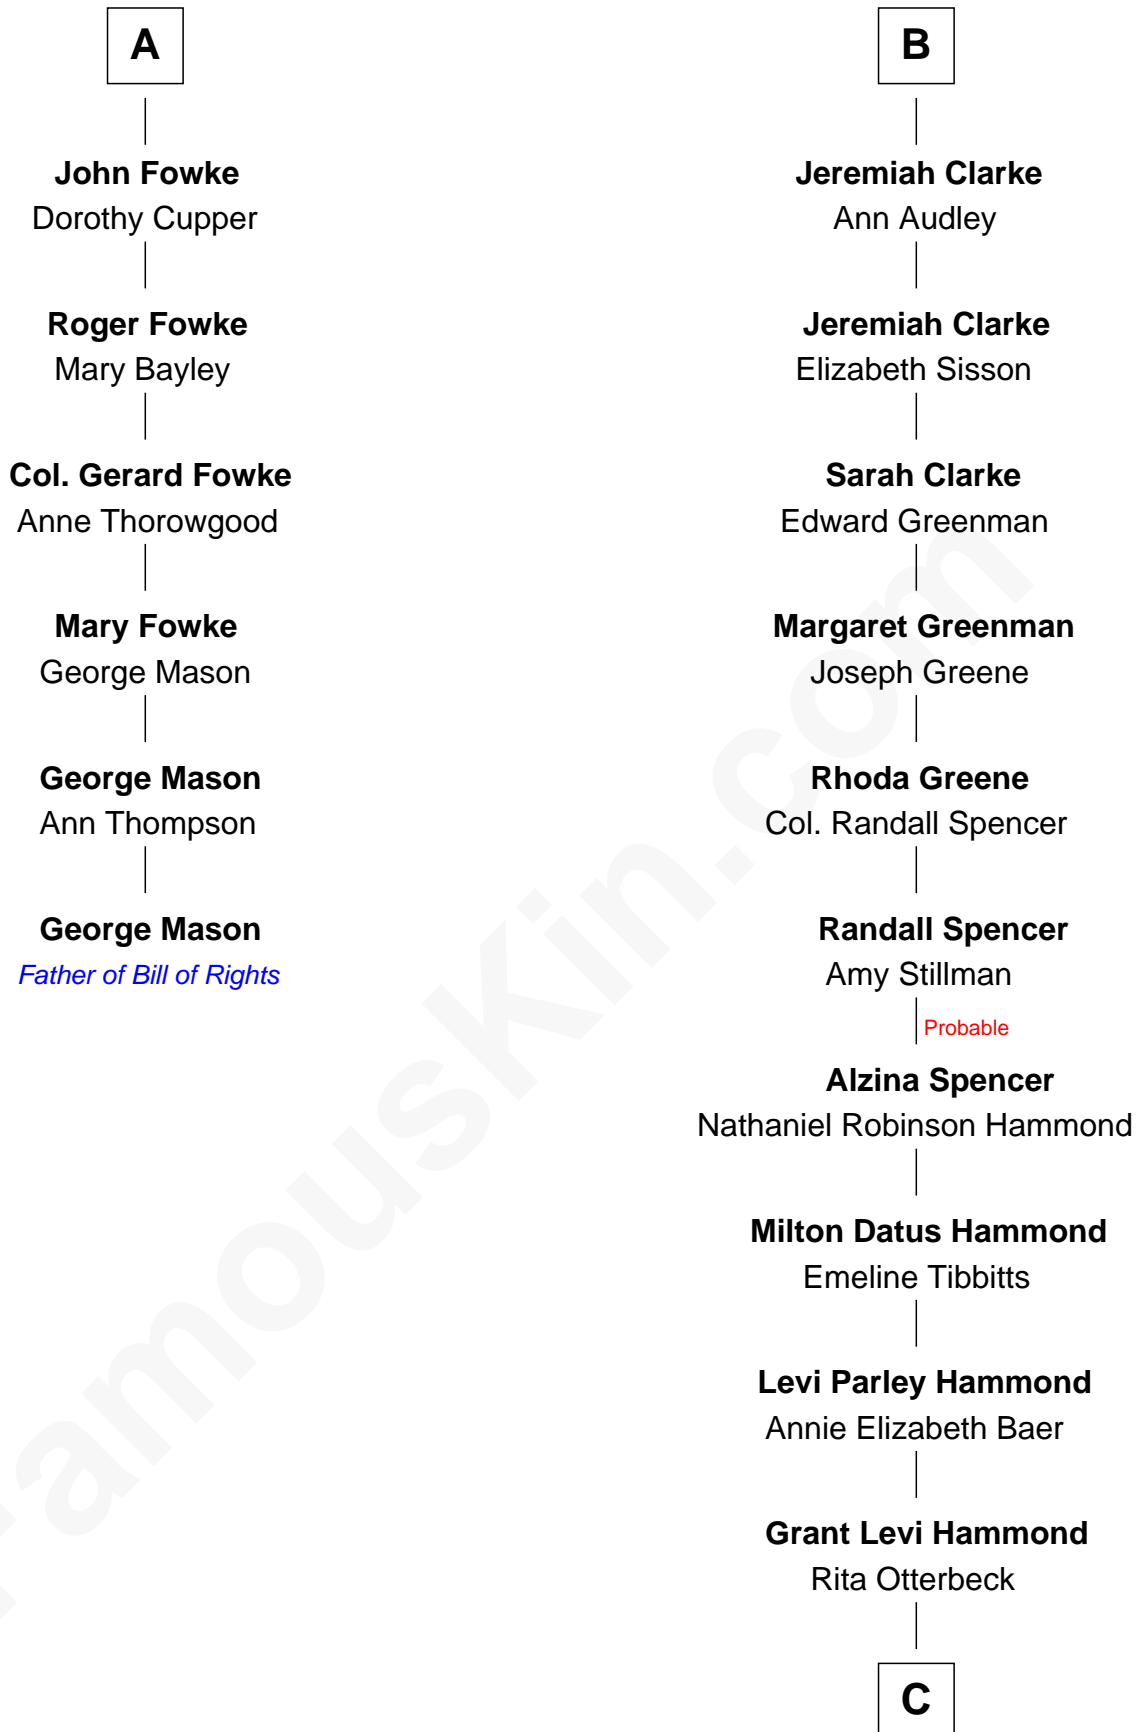 A
John Fowke
Dorothy Cupper
Roger Fowke
Mary Bayley
Col. Gerard Fowke
Anne Thorowgood
Mary Fowke
George Mason
George Mason
Ann Thompson
George Mason
Father of Bill of Rights
B
Jeremiah Clarke
Ann Audley
Jeremiah Clarke
Elizabeth Sisson
Sarah Clarke
Edward Greenman
Margaret Greenman
Joseph Greene
Rhoda Greene
Col. Randall Spencer
Randall Spencer
Amy Stillman
Probable
Alzina Spencer
Nathaniel Robinson Hammond
Milton Datus Hammond
Emeline Tibbitts
Levi Parley Hammond
Annie Elizabeth Baer
Grant Levi Hammond
Rita Otterbeck
C
FamousKin.com